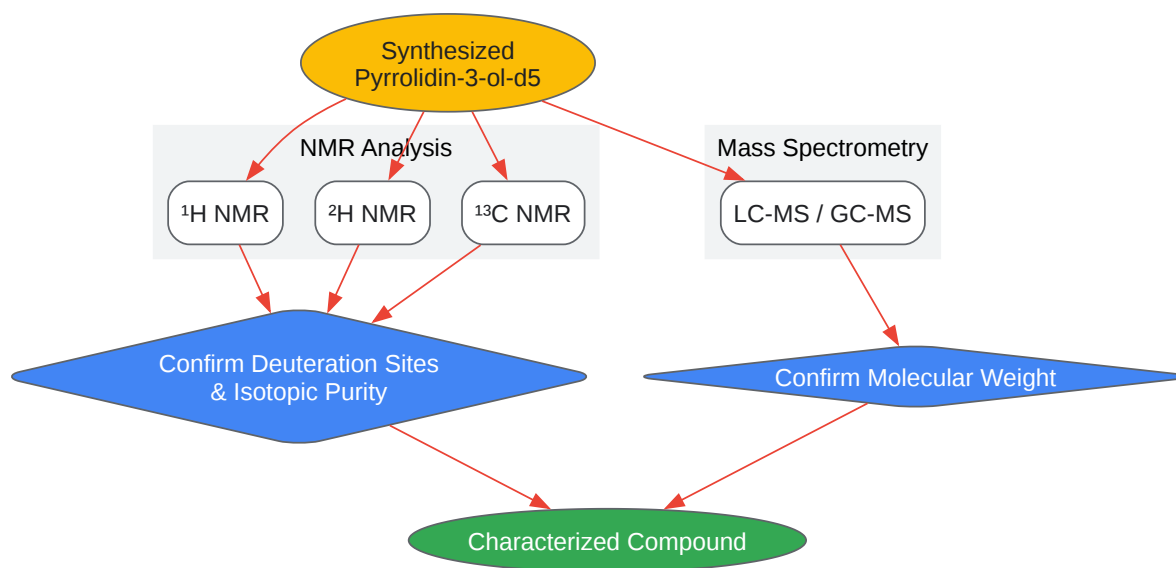 Synthesized
Pyrrolidin-3-ol-d5
NMR Analysis
Mass Spectrometry
¹H NMR
²H NMR
¹³C NMR
LC-MS / GC-MS
Confirm Deuteration Sites
& Isotopic Purity
Confirm Molecular Weight
Characterized Compound